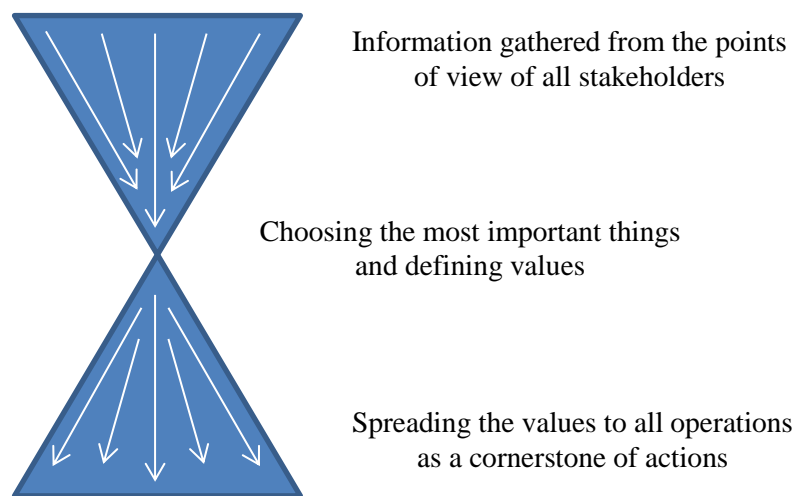 Information gathered from the points
of view of all stakeholders
Choosing the most important things
and defining values
Spreading the values to all operations
as a cornerstone of actions